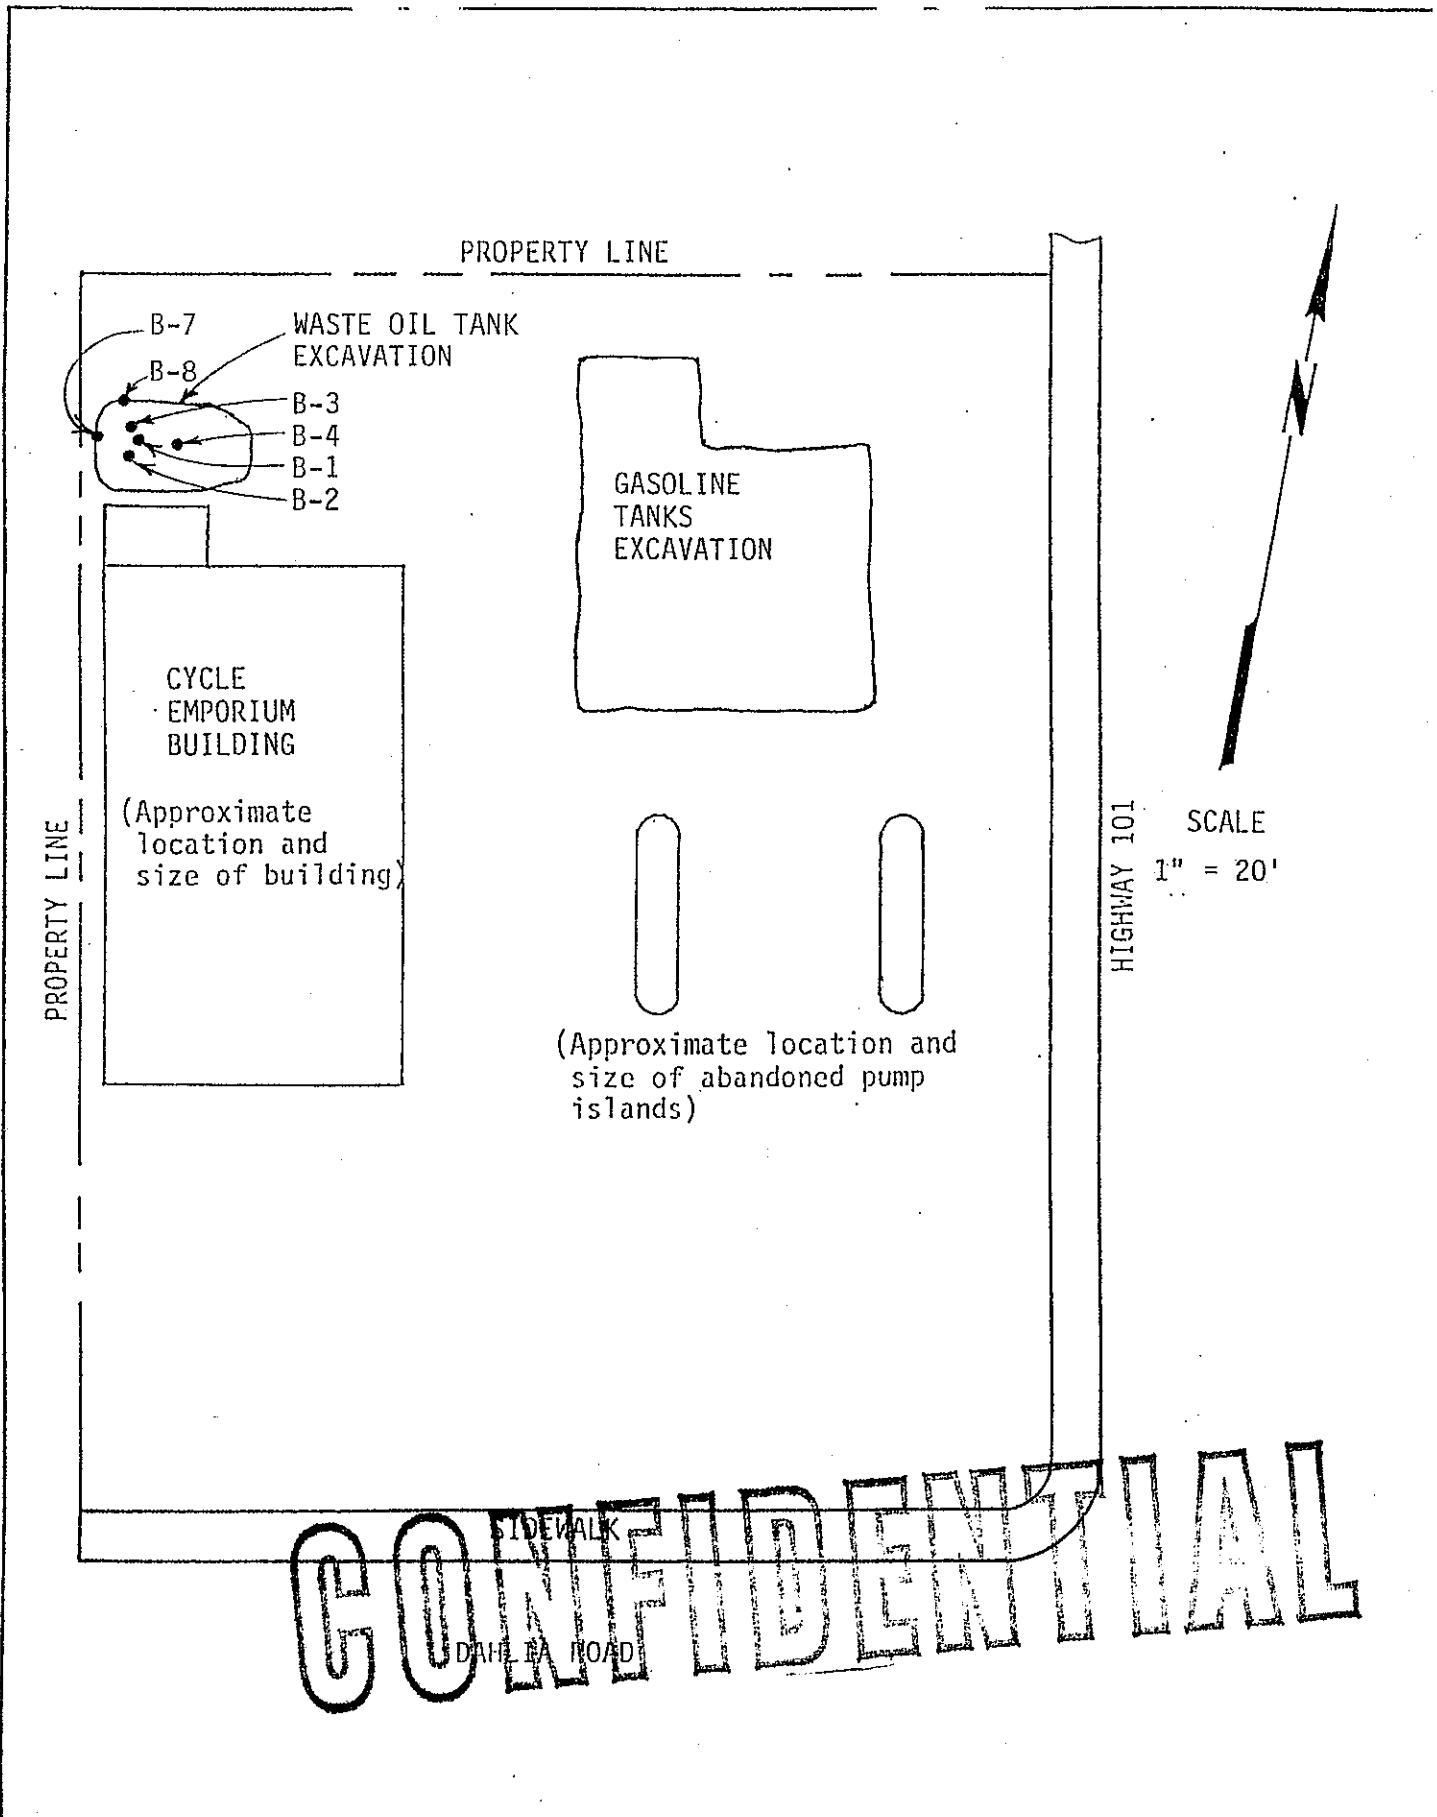 PROPERTY LINE
B-7
WASTE OIL TANK
EXCAVATION
B-8
B-3
B-4
B-1
B-2
GASOLINE
TANKS
EXCAVATION
N
CYCLE
EMPORIUM
BUILDING
(Approximate
location and
size of building)
PROPERTY LINE
HIGHWAY 101
SCALE
1" = 20'
(Approximate location and
size of abandoned pump
islands)
SIDEWALK
CONFIDENTIAL
DAHLIA ROAD